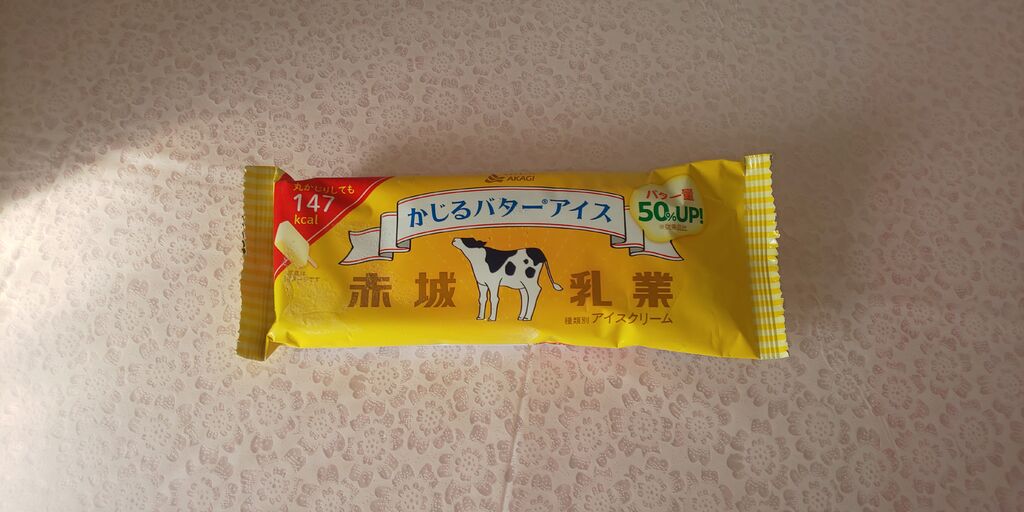 AKAGI
丸かじりしても
147
kcal
かじるバター®アイス
バター量
50%UP!
赤城
乳業
種類別 アイスクリーム